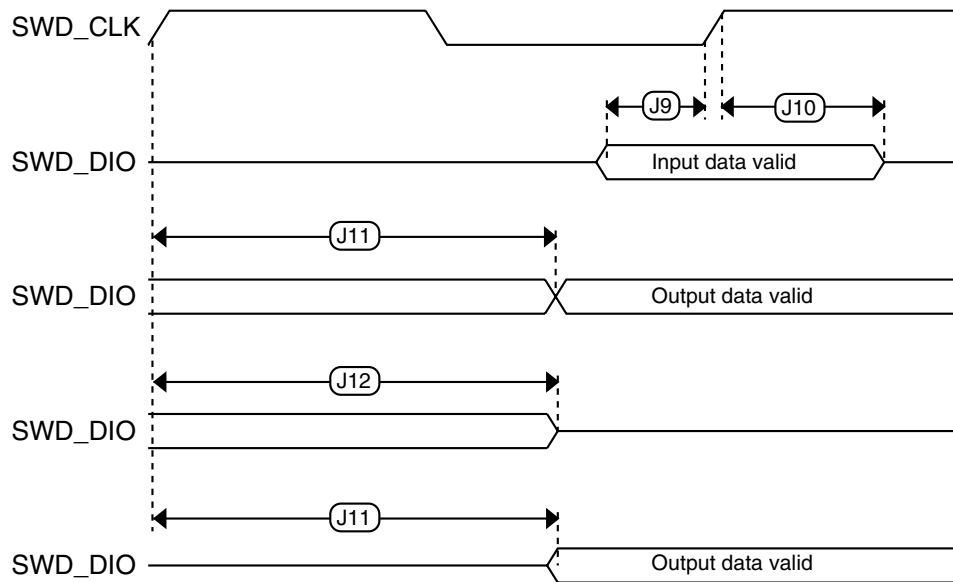 SWD_CLK
J9
J10
SWD_DIO
Input data valid
J11
SWD_DIO
Output data valid
J12
SWD_DIO
J11
SWD_DIO
Output data valid